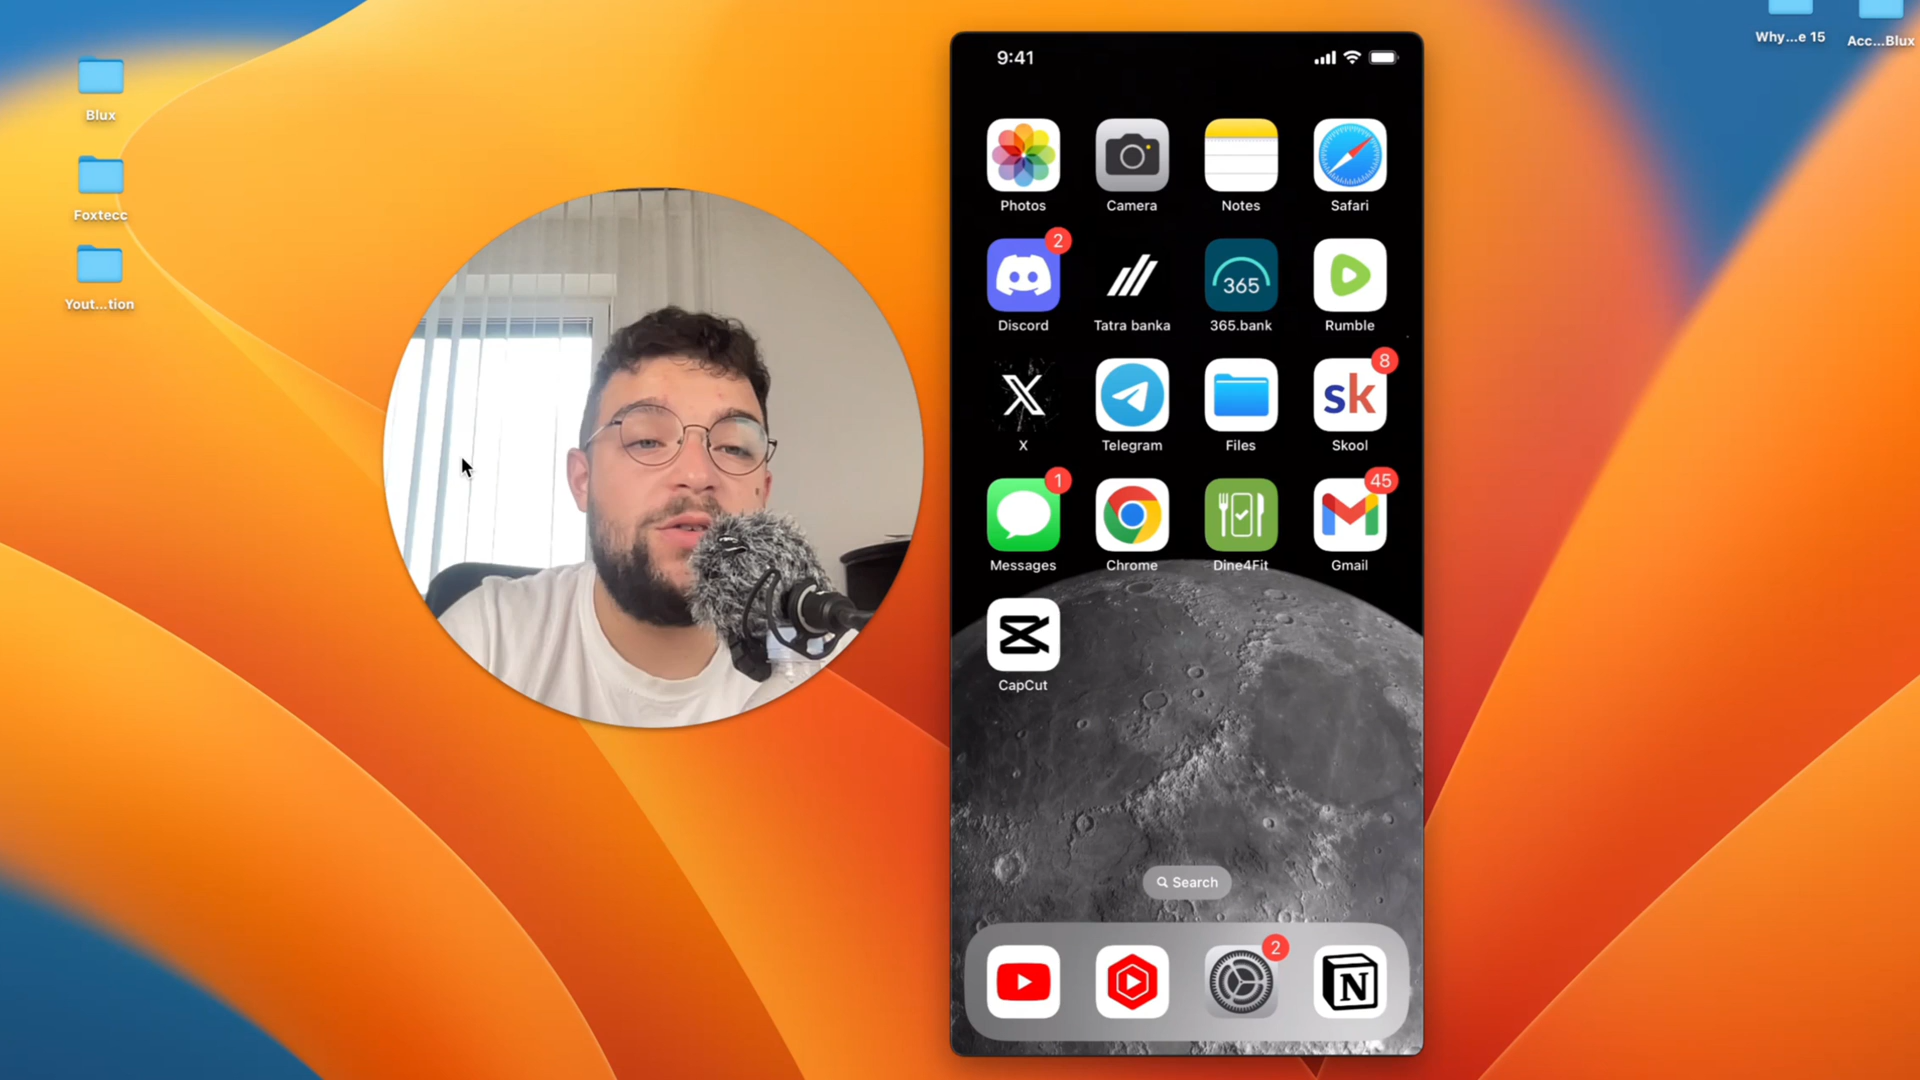 Why...e 15
Acc...Blux
Blux
Foxtecc
Yout...tion
9:41
Photos
Camera
Notes
Safari
2
365
Discord
Tatra banka
365.bank
Rumble
8
X
sk
X
Telegram
Files
Skool
1
45
Messages
Chrome
Dine4Fit
Gmail
CapCut
Search
2
N